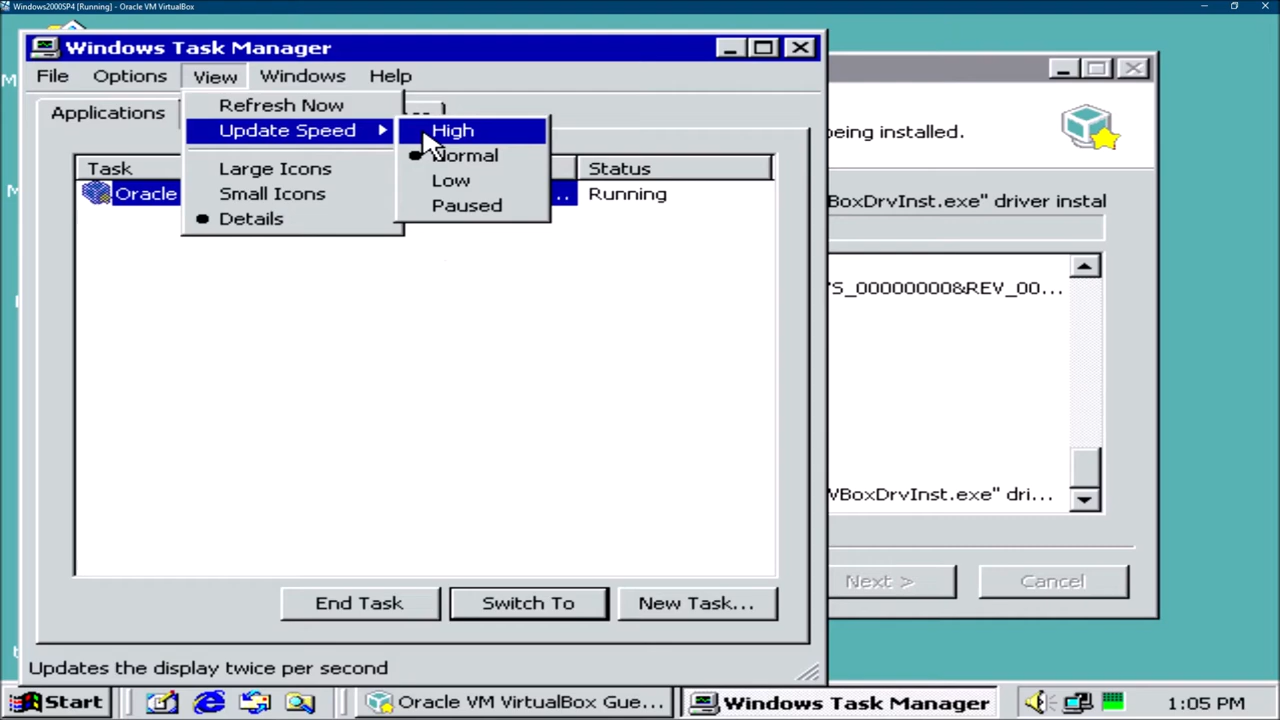 Windows2000SP4 [Running] - Oracle VM VirtualBox
Windows Task Manager
File Options View Windows Help
Applications
Refresh Now
Update Speed
Large Icons
Small Icons
Details
High
Normal
Low
Paused
Task
Status
Oracle
..
Running
End Task
Switch To
New Task...
Updates the display twice per second
being installed.
BoxDrvInst.exe" driver instal
S_00000000&REV_00...
VBoxDrvInst.exe" dri...
Next >
Cancel
Start
Oracle VM VirtualBox Gue...
Windows Task Manager
1:05 PM